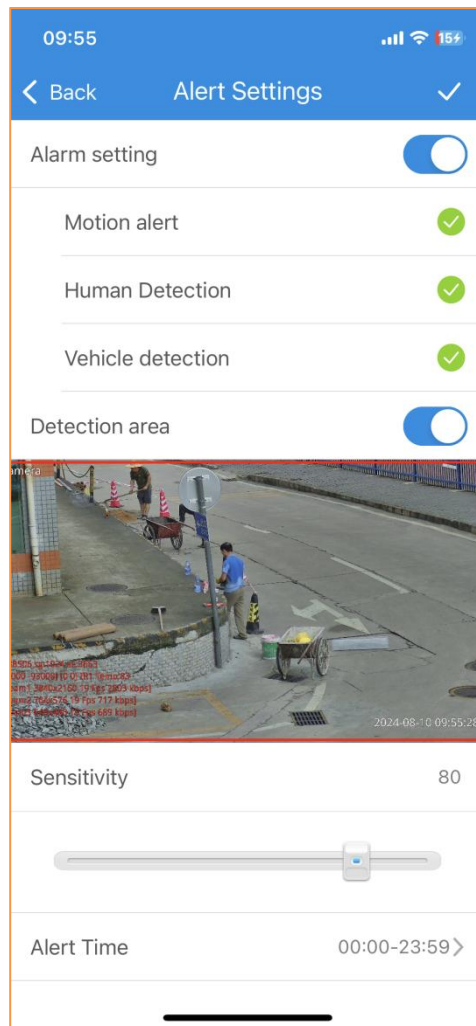 09:55
15
Back Alert Settings
Alarm setting
Motion alert
Human Detection
Vehicle detection
Detection area
2024-08-10 09:55:28
Sensitivity 80
Alert Time 00:00-23:59